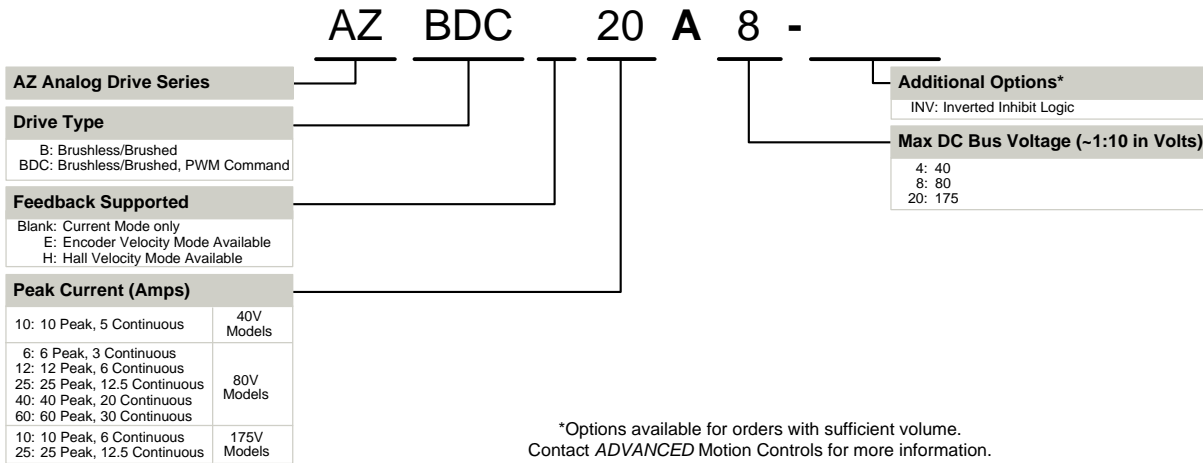 AZ BDC 20 A 8 -
AZ Analog Drive Series
Drive Type
B: Brushless/Brushed
BDC: Brushless/Brushed, PWM Command
Feedback Supported
Blank: Current Mode only
E: Encoder Velocity Mode Available
H: Hall Velocity Mode Available
Peak Current (Amps)
10: 10 Peak, 5 Continuous
40V
Models
6: 6 Peak, 3 Continuous
12: 12 Peak, 6 Continuous
25: 25 Peak, 12.5 Continuous
40: 40 Peak, 20 Continuous
60: 60 Peak, 30 Continuous
80V
Models
10: 10 Peak, 6 Continuous
25: 25 Peak, 12.5 Continuous
175V
Models
Additional Options*
INV: Inverted Inhibit Logic
Max DC Bus Voltage (~1:10 in Volts)
4: 40
8: 80
20: 175
*Options available for orders with sufficient volume.
Contact ADVANCED Motion Controls for more information.